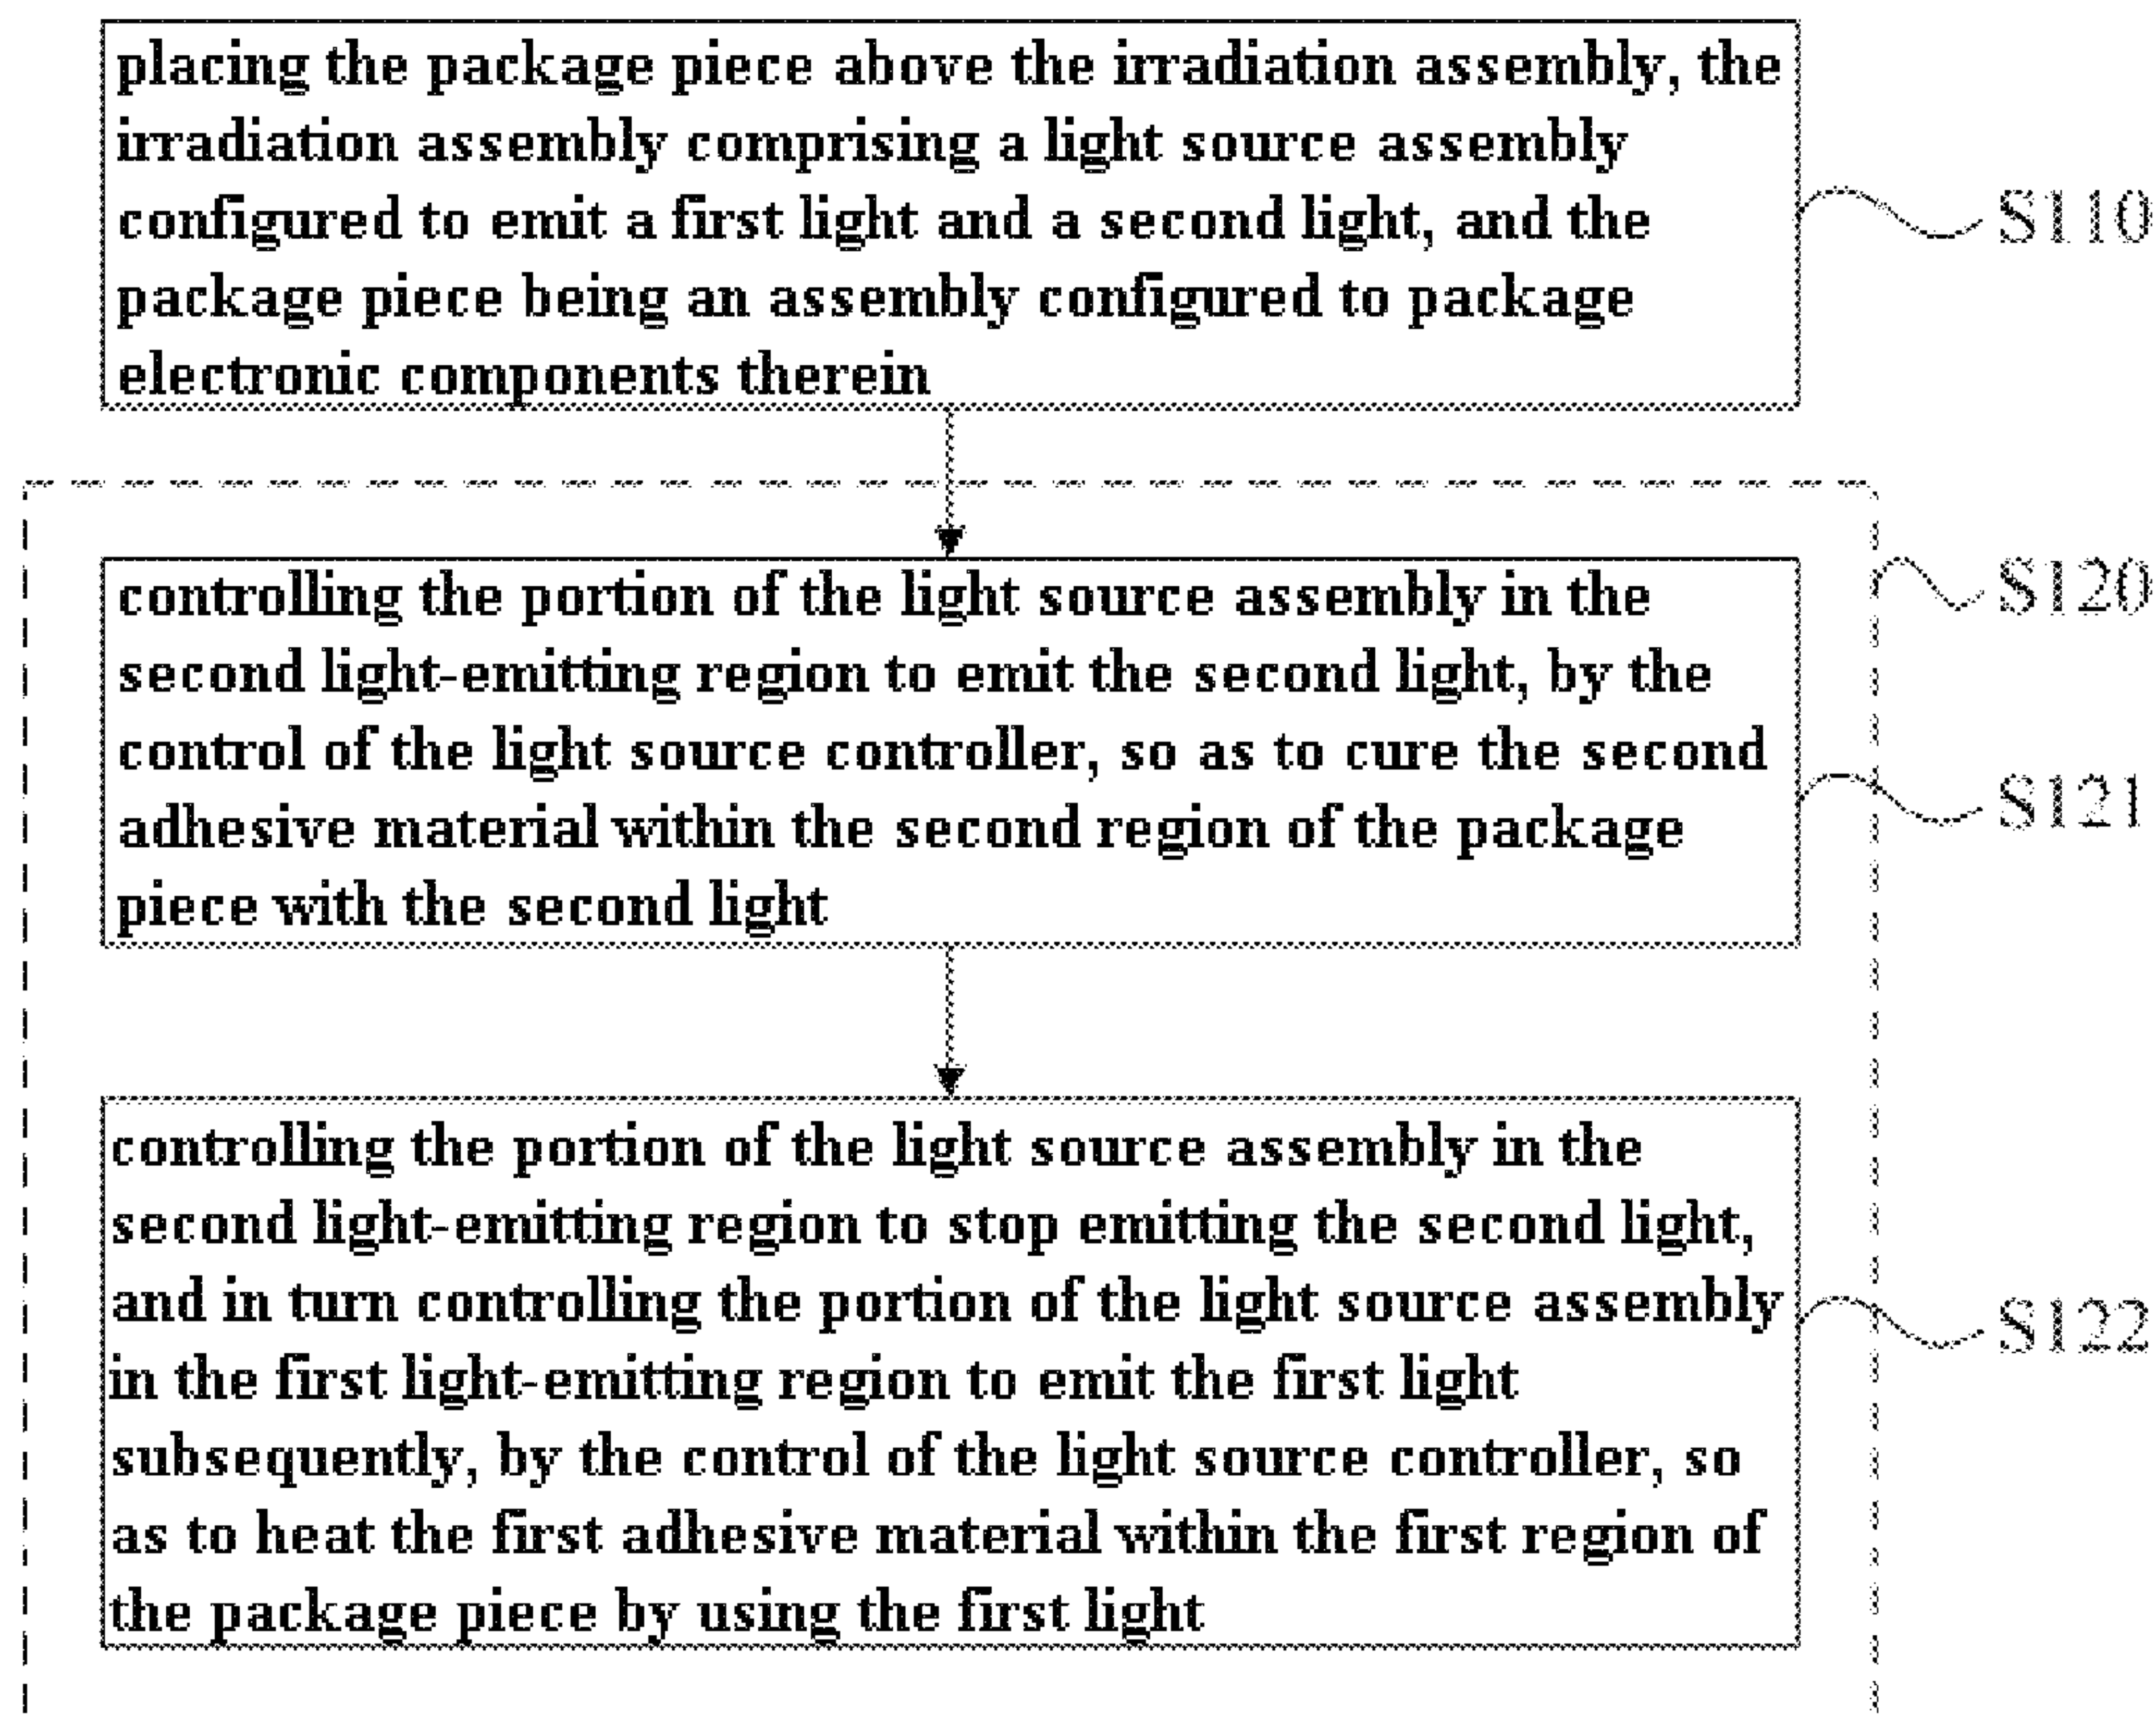 placing the package piece above the irradiation assembly, the
irradiation assembly comprising a light source assembly
configured to emit a first light and a second light, and the
package piece being an assembly configured to package
electronic components therein
S110
S120
controlling the portion of the light source assembly in the
second light-emitting region to emit the second light, by the
control of the light source controller, so as to cure the second
adhesive material within the second region of the package
piece with the second light
S121
controlling the portion of the light source assembly in the
second light-emitting region to stop emitting the second light,
and in turn controlling the portion of the light source assembly
in the first light-emitting region to emit the first light
subsequently, by the control of the light source controller, so
as to heat the first adhesive material within the first region of
the package piece by using the first light
S122